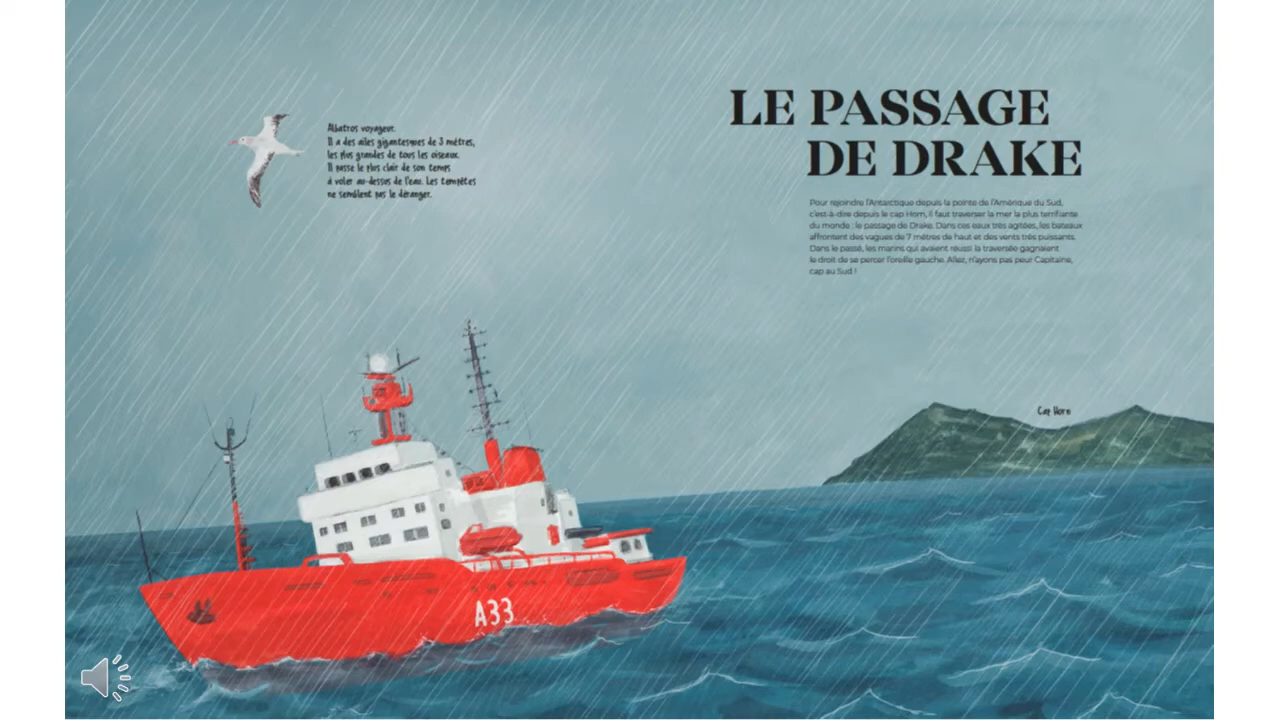 LE PASSAGE
DE DRAKE
Albatros voyageur.
Il a des ailes gigantesques de 3 mètres,
les plus grandes de tous les oiseaux.
Il passe le plus clair de son temps
à voler au-dessus de l'eau. Les tempêtes
ne semblent pas le déranger.
Pour rejoindre l'Antarctique depuis la pointe de l'Amérique du Sud,
c'est-à-dire depuis le cap Horn, il faut traverser la mer la plus terrifiante
du monde : le passage de Drake. Dans ces eaux très agitées, les bateaux
affrontent des vagues de 7 mètres de haut et des vents très puissants.
Dans le passé, les marins qui avaient réussi la traversée gagnaient
le droit de se percer l'oreille gauche. Allez, n'ayons pas peur Capitaine,
cap au Sud !
Cap Horn
A33